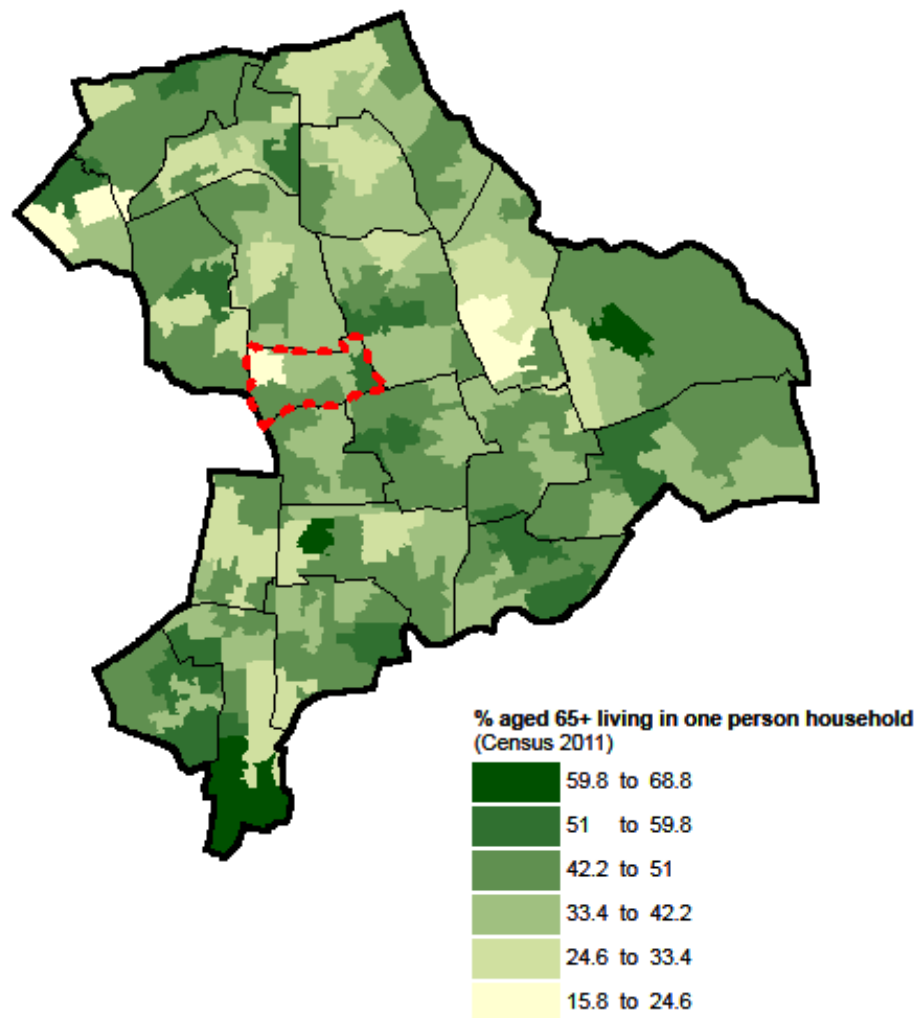 % aged 65+ living in one person household
(Census 2011)
59.8 to 68.8
51 to 59.8
42.2 to 51
33.4 to 42.2
24.6 to 33.4
15.8 to 24.6